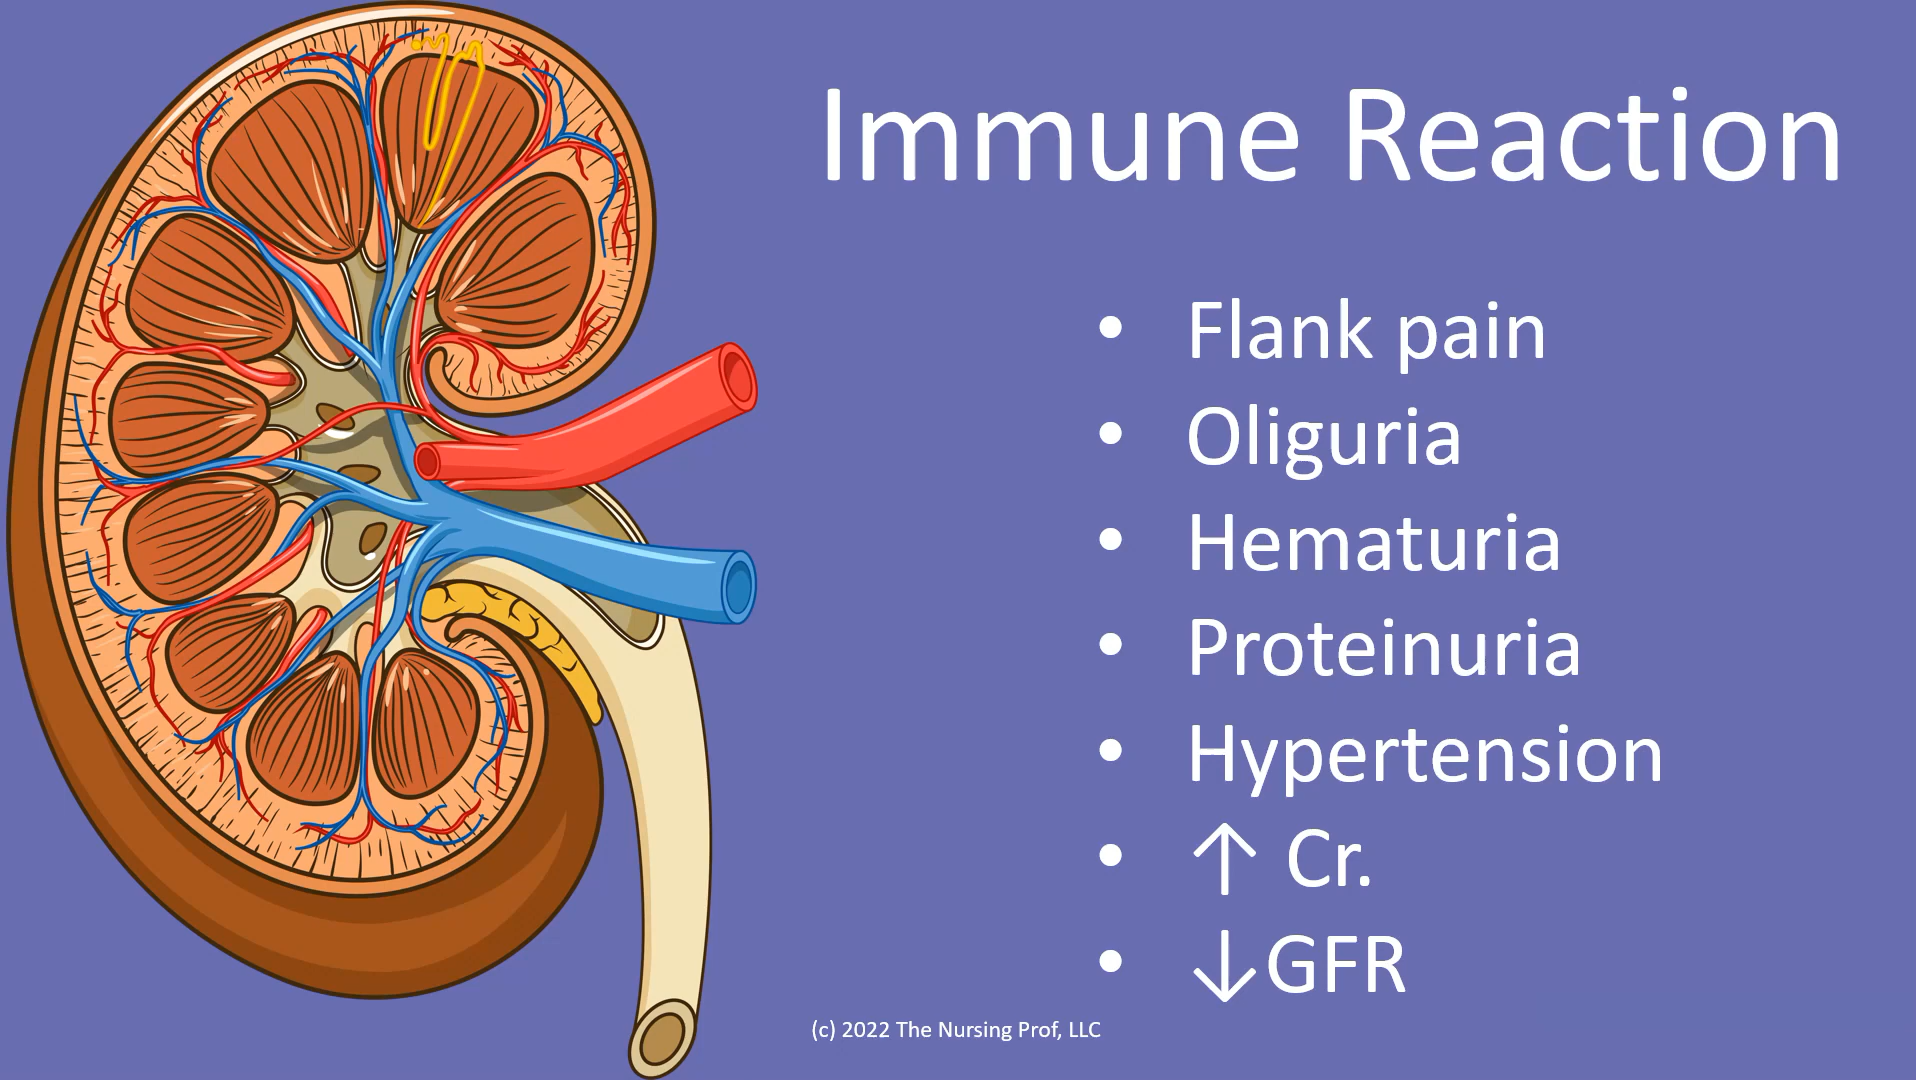 Immune Reaction
• Flank pain
• Oliguria
• Hematuria
• Proteinuria
• Hypertension
• ↑ Cr.
• ↓GFR
(c) 2022 The Nursing Prof, LLC